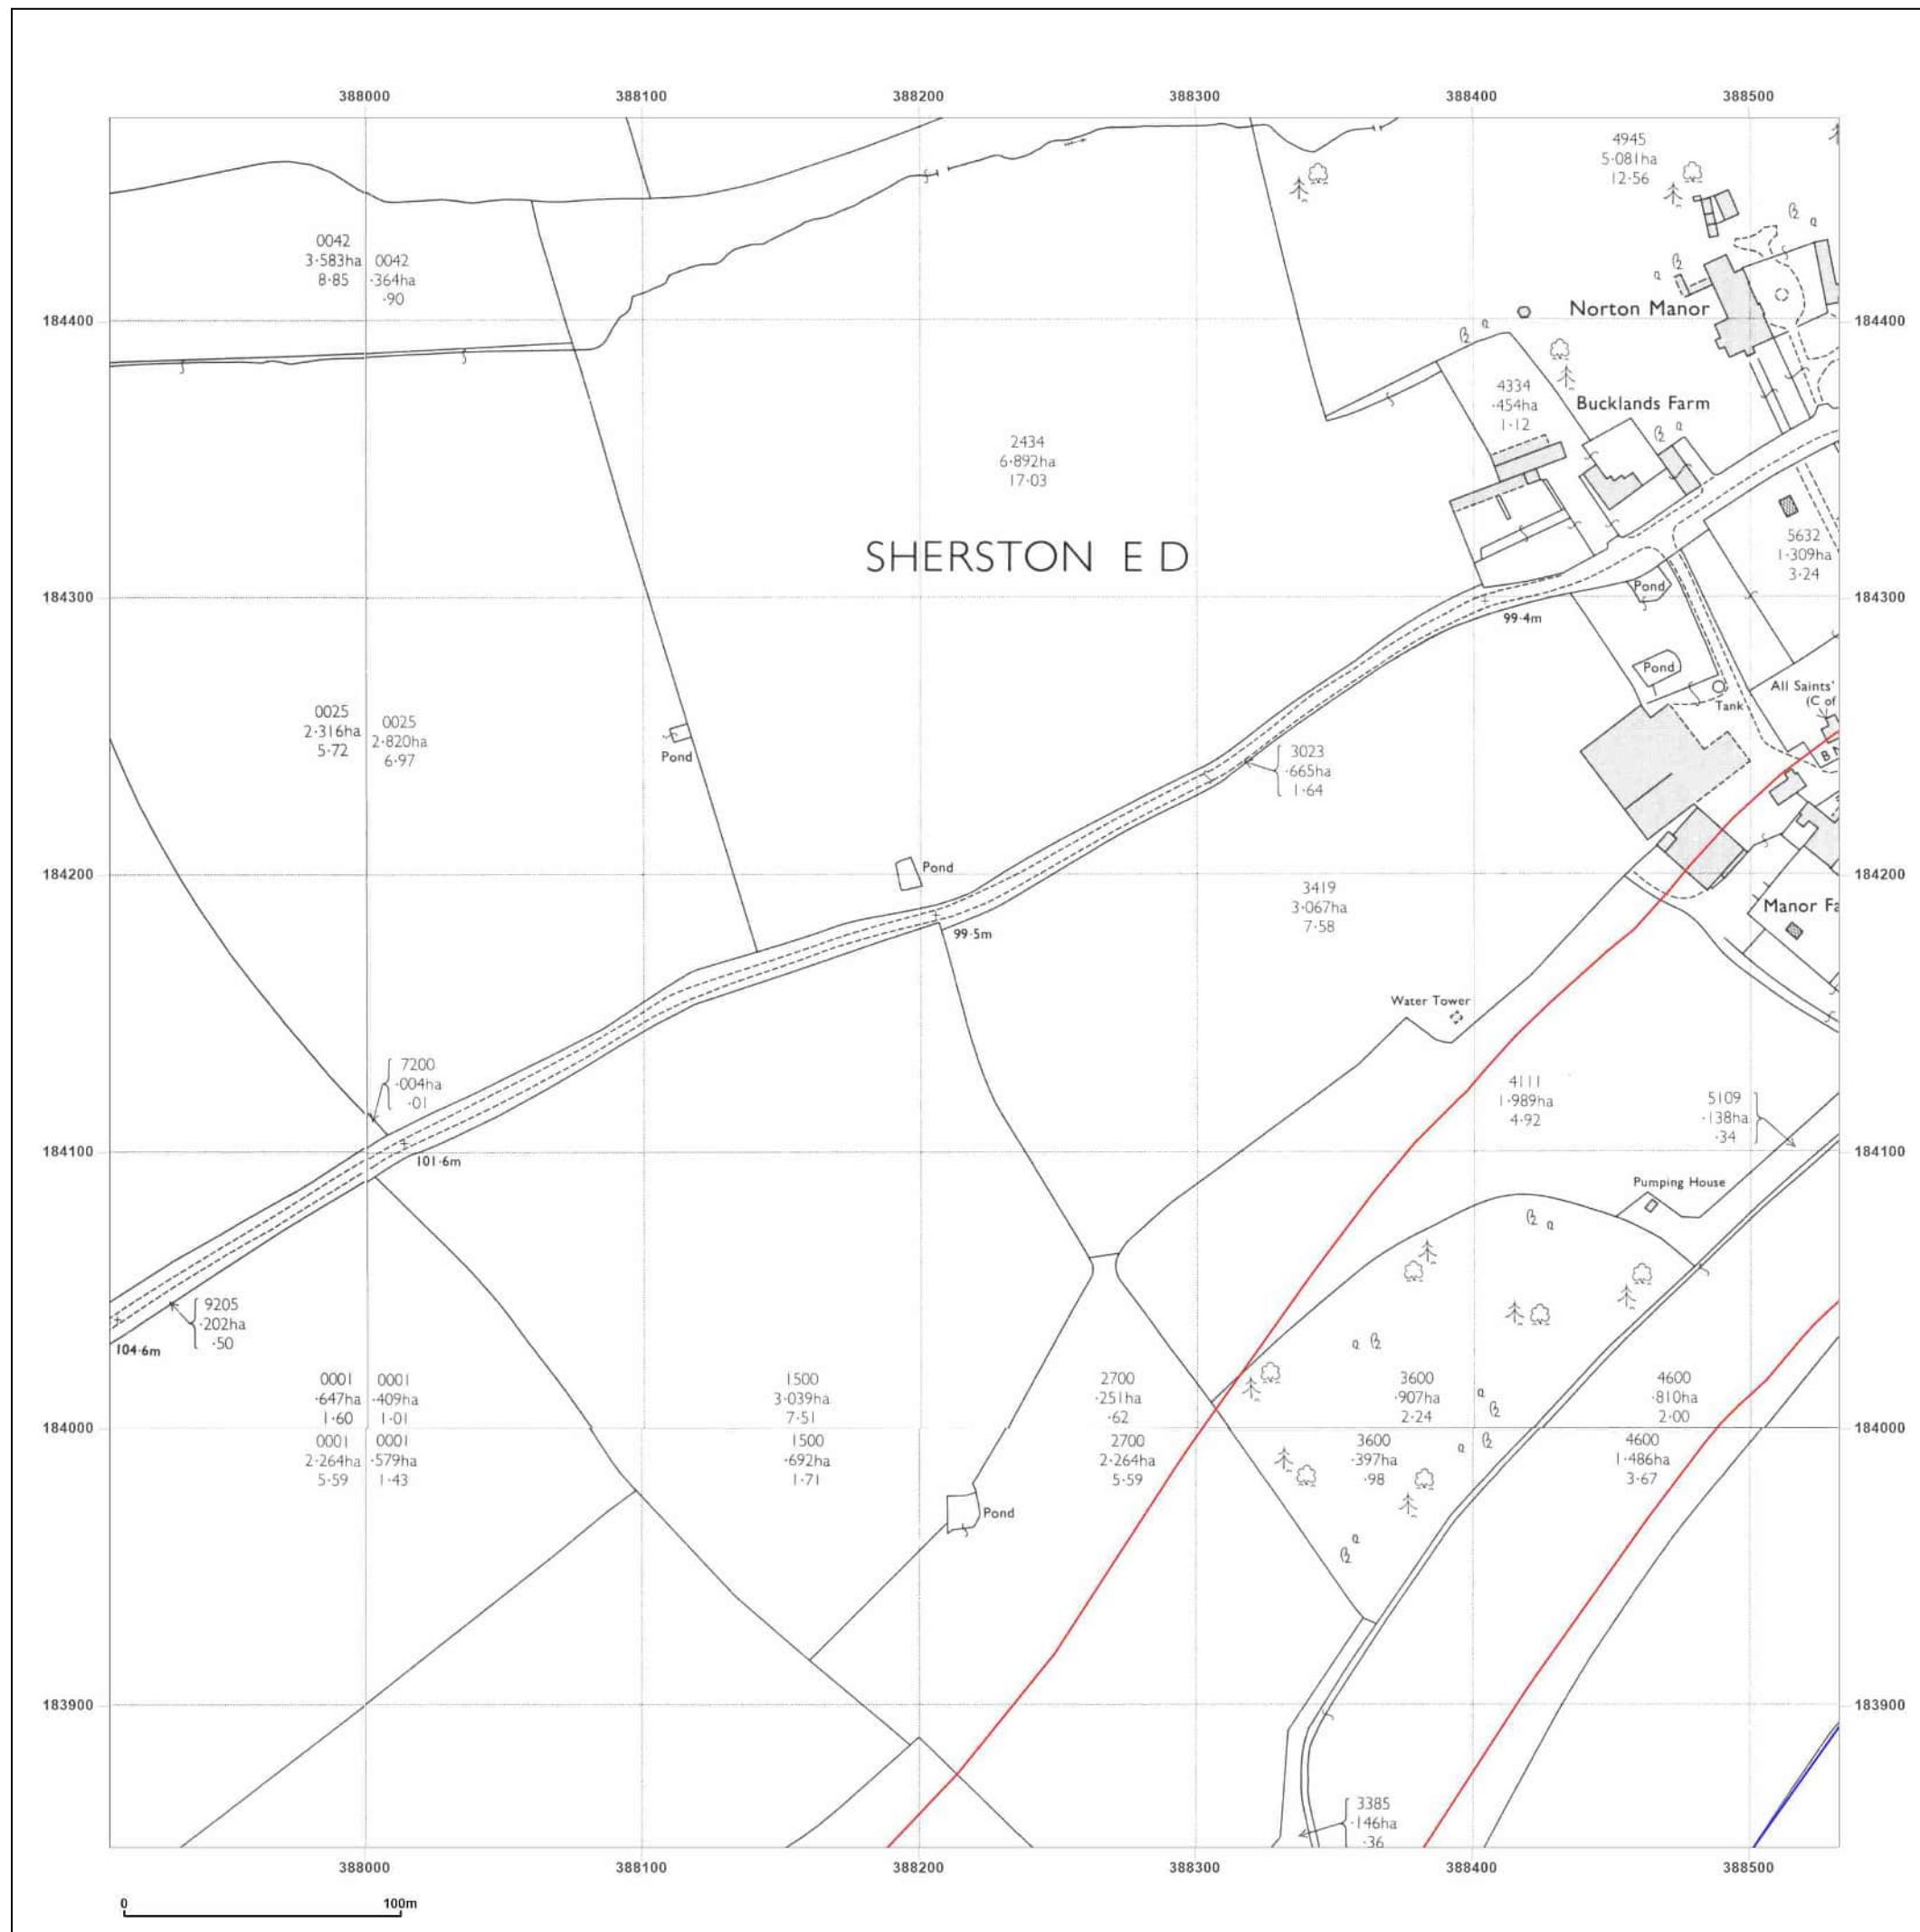 388000 388100 388200 388300 388400 388500
4945
5·081ha
12·56
0042
3·583ha
8·85
0042
·364ha
·90
184400
Norton Manor
184400
4334
·454ha
1·12
Bucklands Farm
2434
6·892ha
17·03
SHERSTON E D
5632
1·309ha
3·24
184300
Pond
184300
99·4m
Pond
All Saints'
(C of
Tank
0025
2·316ha
5·72
0025
2·820ha
6·97
Pond
3023
·665ha
1·64
B
184200
Pond
184200
3419
3·067ha
7·58
Manor Fa
99·5m
Water Tower
7200
·004ha
·01
4111
1·989ha
4·92
5109
·138ha
·34
184100
101·6m
184100
Pumping House
9205
·202ha
·50
104·6m
0001
·647ha
1·60
0001
·409ha
1·01
1500
3·039ha
7·51
2700
·251ha
·62
3600
·907ha
2·24
4600
·810ha
2·00
184000
184000
0001
2·264ha
5·59
0001
·579ha
1·43
1500
·692ha
1·71
2700
2·264ha
5·59
3600
·397ha
·98
4600
1·486ha
3·67
Pond
183900
183900
3385
·146ha
·36
388000 388100 388200 388300 388400 388500
0 100m